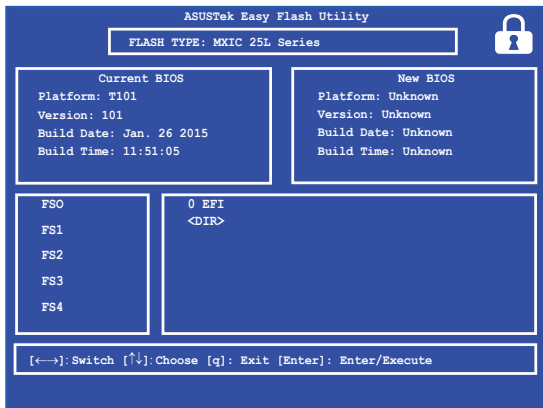 ASUSTek Easy Flash Utility
FLASH TYPE: MXIC 25L Series
Current BIOS
Platform: T101
Version: 101
Build Date: Jan. 26 2015
Build Time: 11:51:05
New BIOS
Platform: Unknown
Version: Unknown
Build Date: Unknown
Build Time: Unknown
FSO
FS1
FS2
FS3
FS4
0 EFI
<DIR>
[←→]: Switch [↑↓]: Choose [q]: Exit [Enter]: Enter/Execute